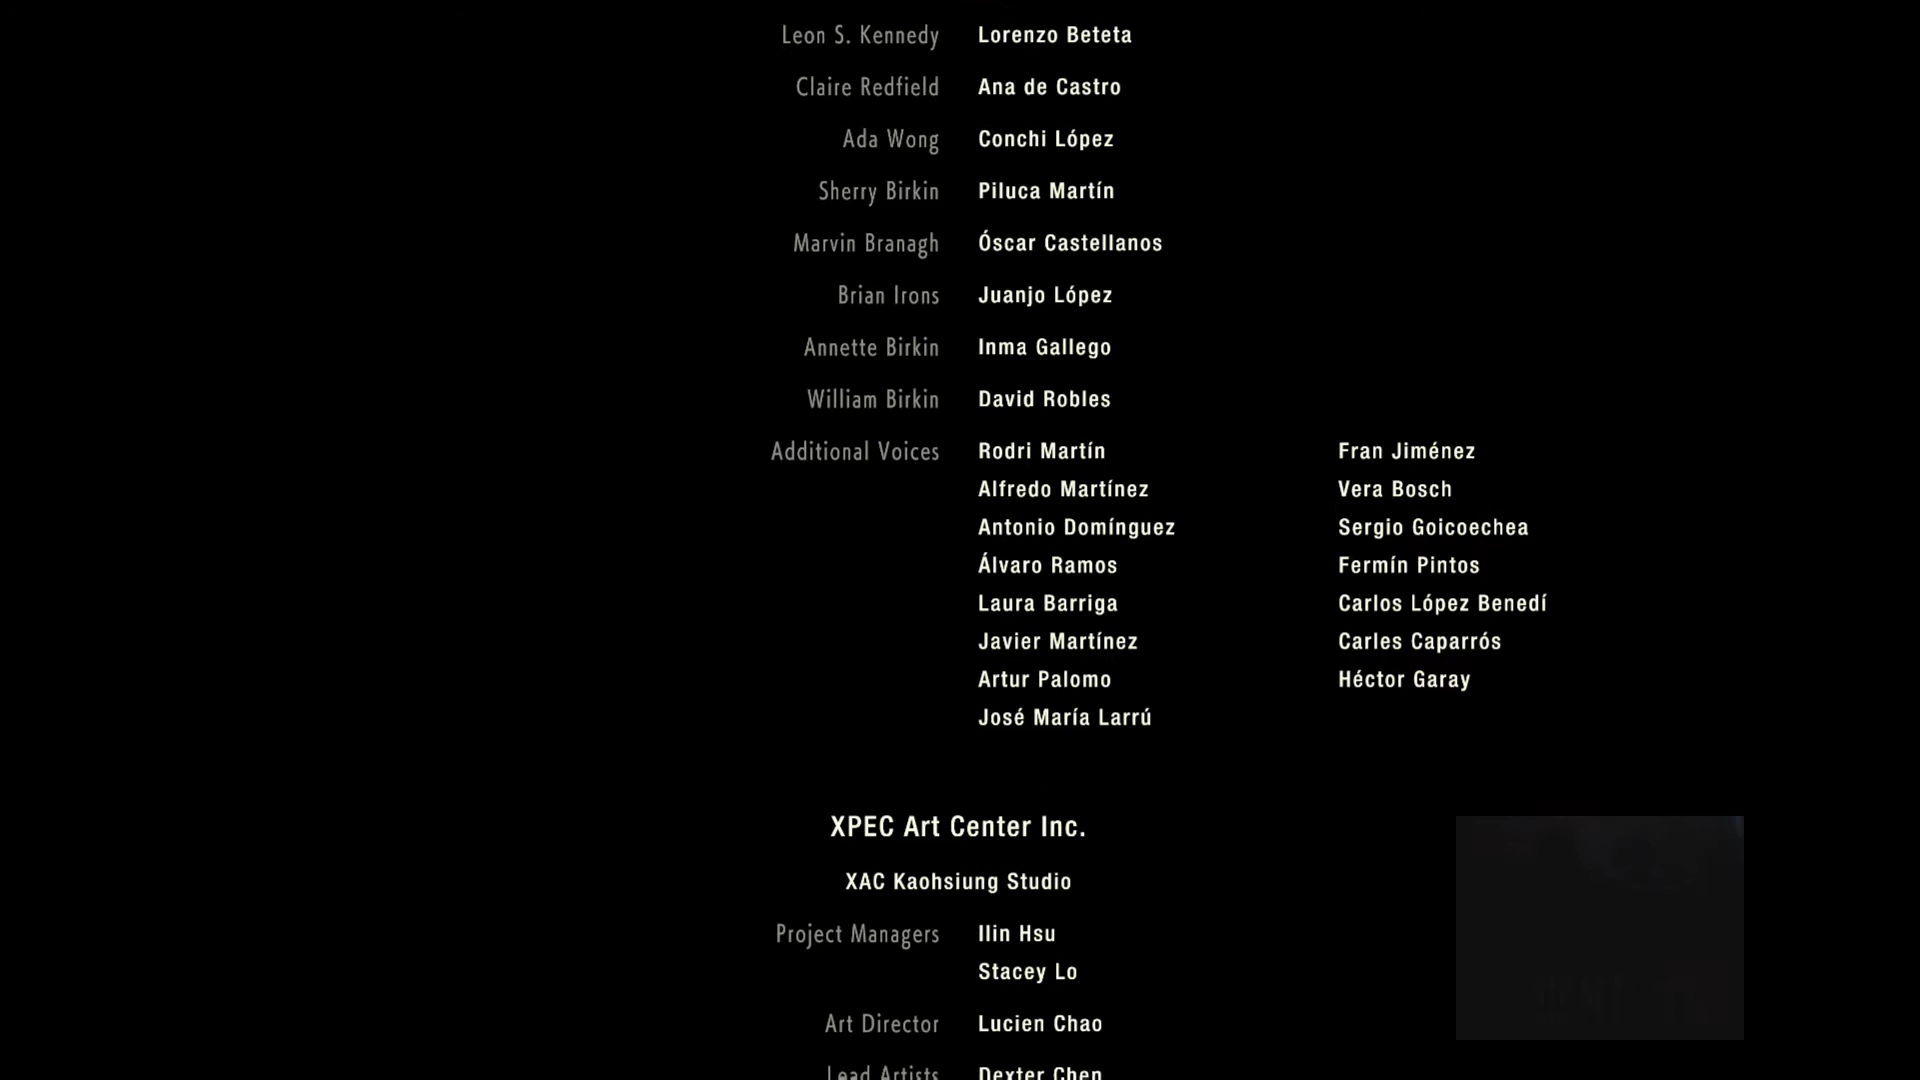 Leon S. Kennedy Lorenzo Beteta
Claire Redfield Ana de Castro
Ada Wong Conchi López
Sherry Birkin Piluca Martín
Marvin Branagh Óscar Castellanos
Brian Irons Juanjo López
Annette Birkin Inma Gallego
William Birkin David Robles
Additional Voices Rodri Martín Fran Jiménez
Alfredo Martínez Vera Bosch
Antonio Domínguez Sergio Goicoechea
Álvaro Ramos Fermín Pintos
Laura Barriga Carlos López Benedí
Javier Martínez Carles Caparrós
Artur Palomo Héctor Garay
José María Larrú
XPEC Art Center Inc.
XAC Kaohsiung Studio
Project Managers Ilin Hsu
Stacey Lo
Art Director Lucien Chao
Lead Artists Dexter Chen